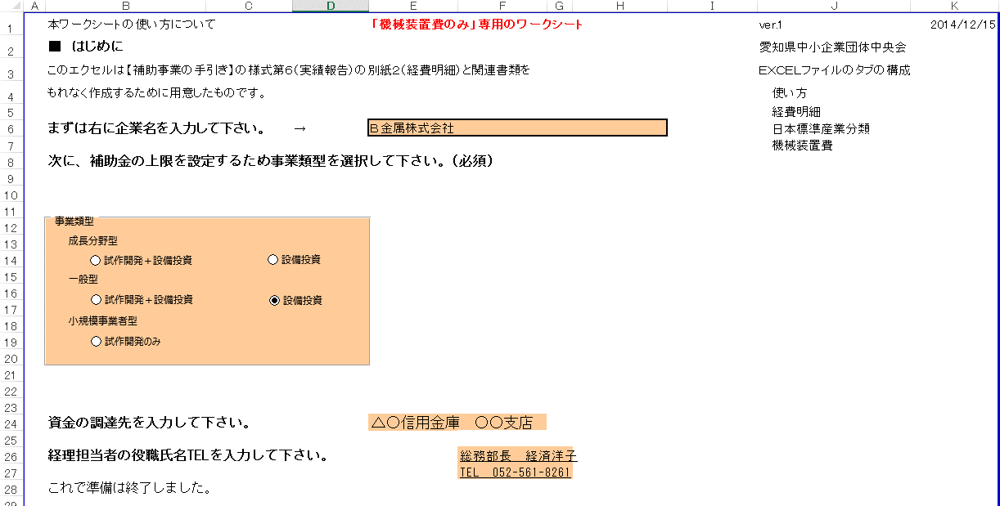 A B C D E F G H I J K
1 本ワークシートの使い方について 「機械装置費のみ」専用のワークシート ver.1 2014/12/15
2 ■ はじめに 愛知県中小企業団体中央会
3 このエクセルは【補助事業の手引き】の様式第6(実績報告)の別紙2(経費明細)と関連書類を EXCELファイルのタブの構成
4 もれなく作成するために用意したものです。 使い方
5 経費明細
6 まずは右に企業名を入力して下さい。 → B金属株式会社 日本標準産業分類
7 機械装置費
8 次に、補助金の上限を設定するため事業類型を選択して下さい。(必須)
9
10
11
12 事業類型
13 成長分野型
14 試作開発+設備投資 設備投資
15 一般型
16 試作開発+設備投資 設備投資
17
18 小規模事業者型
19 試作開発のみ
20
21
22
23
24 資金の調達先を入力して下さい。 △〇信用金庫 〇〇支店
25
26 経理担当者の役職氏名TELを入力して下さい。 総務部長 経済洋子
27 TEL 052-561-8261
28 これで準備は終了しました。
29